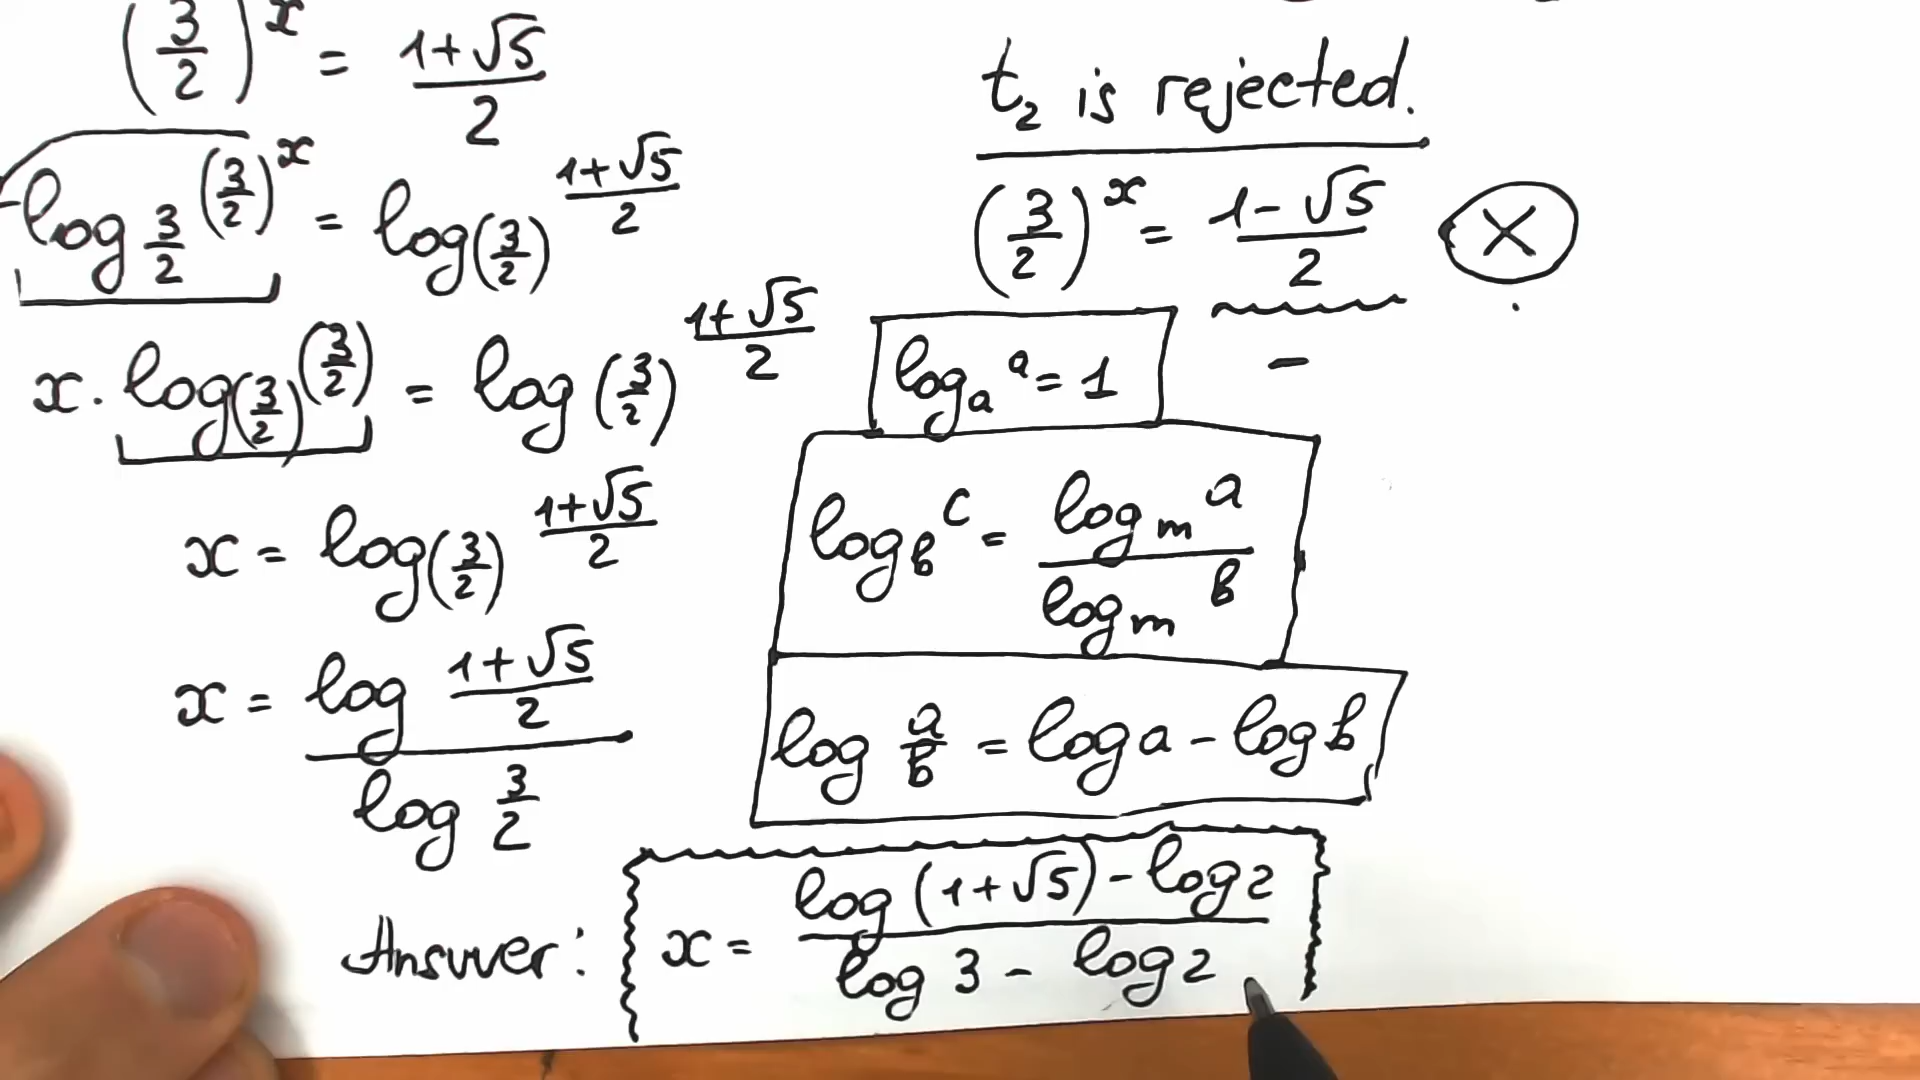 (3/2)^x = (1+√5)/2
log_{3/2} (3/2)^x = log_{(3/2)} (1+√5)/2
x · log_{(3/2)} (3/2) = log_{(3/2)} (1+√5)/2
x = log_{(3/2)} (1+√5)/2
x = log (1+√5)/2 / log 3/2
t₂ is rejected.
(3/2)^x = (1-√5)/2 ⊗
-
log_a a = 1
log_b c = log_m a / log_m b
log a/b = log a - log b
Answer: x = (log (1+√5) - log 2) / (log 3 - log 2)